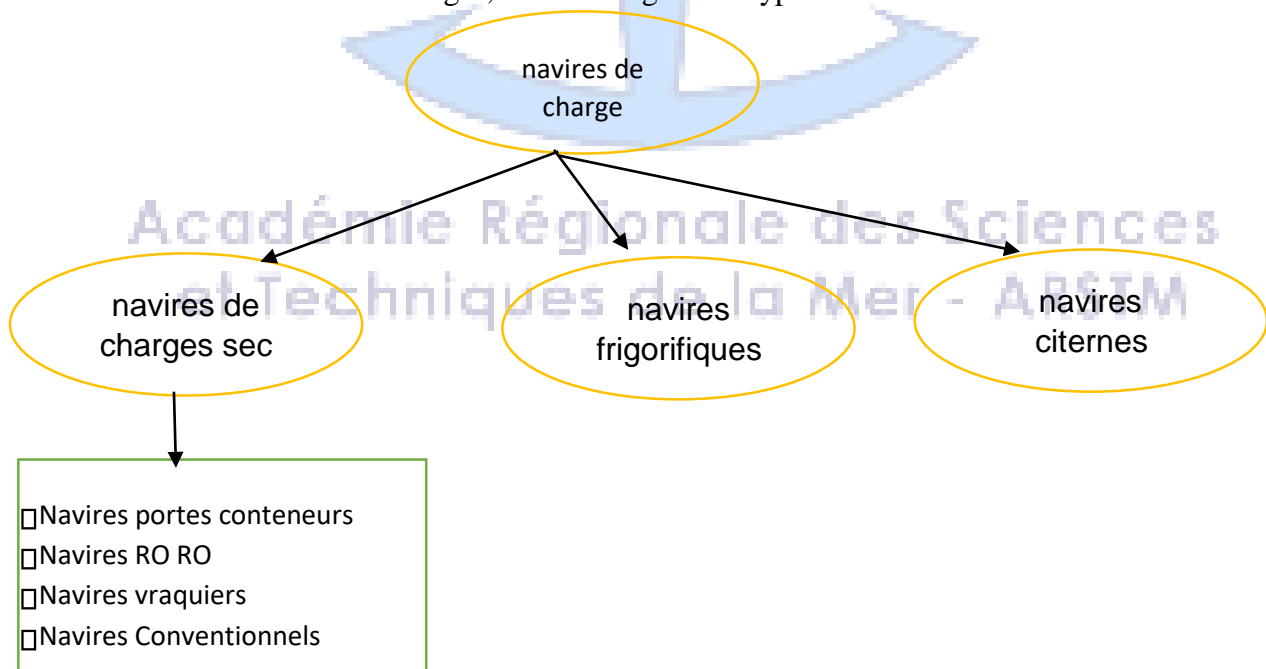 navires de
charge
Académie Régionale des Sciences
et Techniques de la Mer - ARSTM
navires de
charges sec
navires
frigorifiques
navires
citernes
Navires portes conteneurs
Navires RO RO
Navires vraquiers
Navires Conventionnels